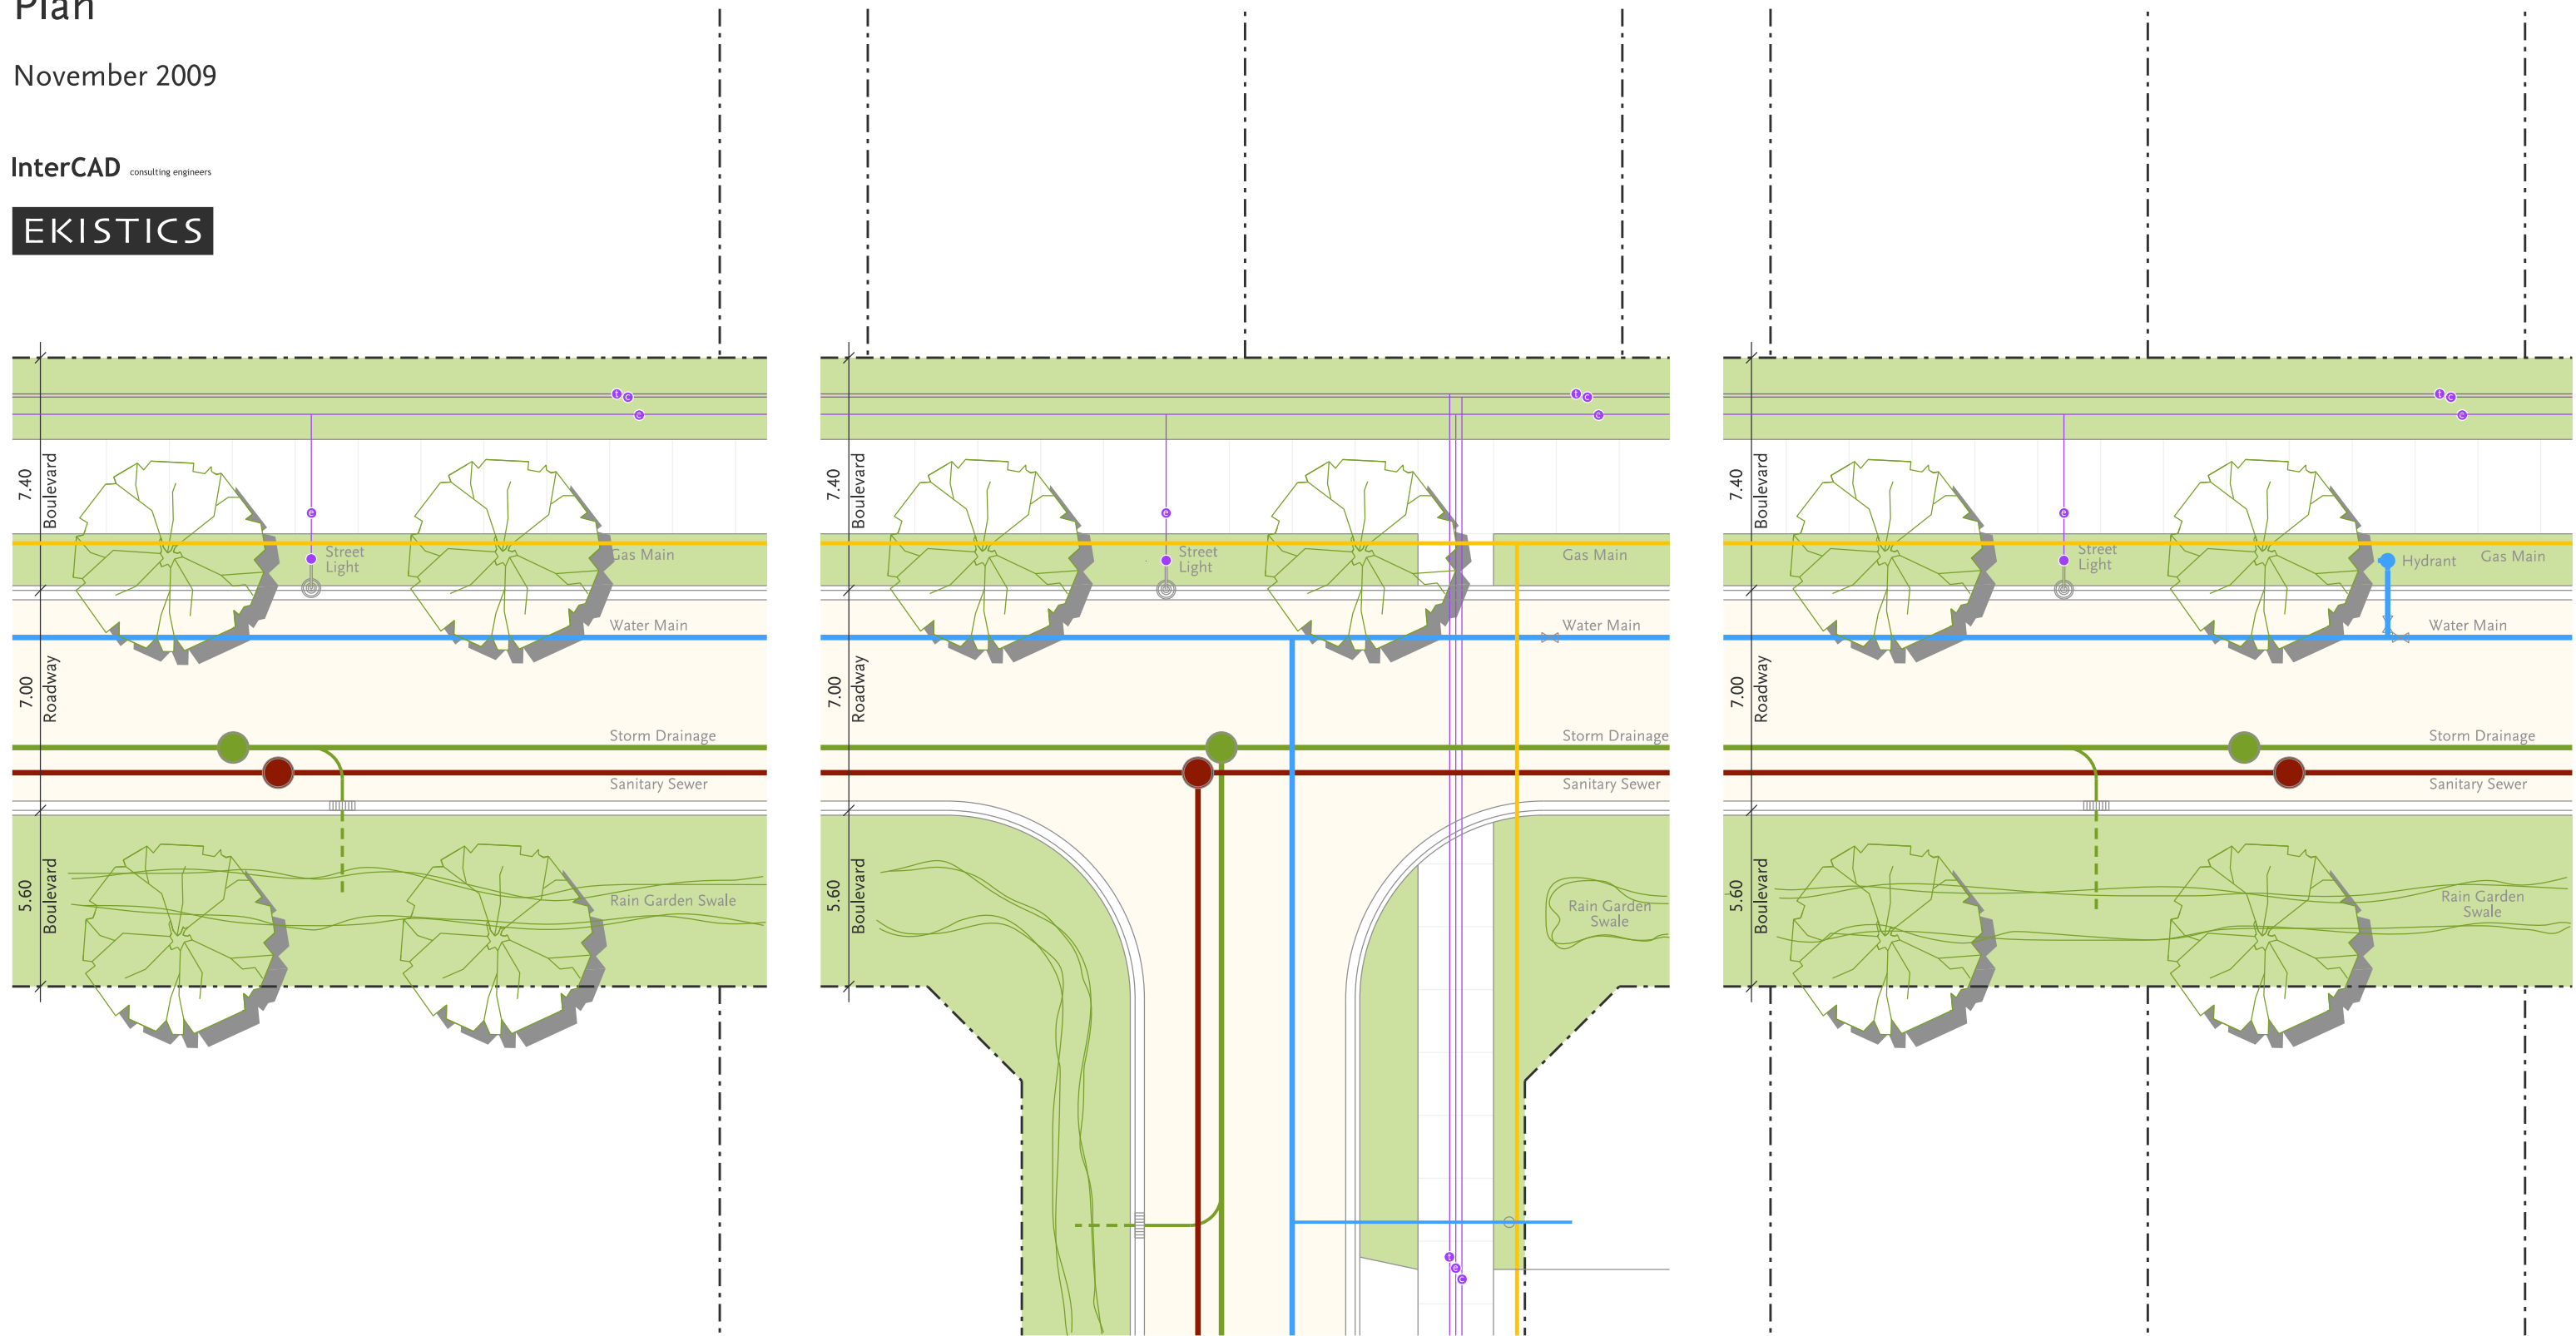 Plan
November 2009
InterCAD consulting engineers
EKISTICS
7.40
Boulevard
7.00
Roadway
5.60
Boulevard
t
c
c
e
Street
Light
Gas Main
Water Main
Storm Drainage
Sanitary Sewer
Rain Garden Swale
7.40
Boulevard
7.00
Roadway
5.60
Boulevard
t
c
c
e
Street
Light
Gas Main
Water Main
Storm Drainage
Sanitary Sewer
Rain Garden
Swale
t
e
c
7.40
Boulevard
7.00
Roadway
5.60
Boulevard
t
c
c
e
Street
Light
Hydrant
Gas Main
Water Main
Storm Drainage
Sanitary Sewer
Rain Garden
Swale